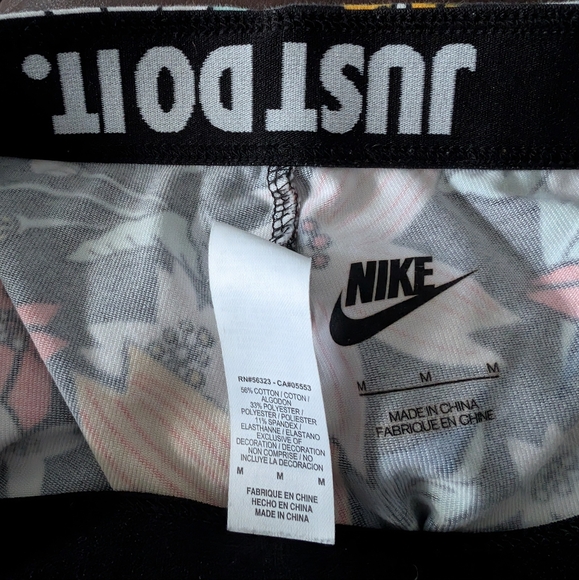 JUST DO IT.
NIKE
M M M
MADE IN CHINA
FABRIQUE EN CHINE
RN#56323 - CA#05553
56% COTTON / COTON /
ALGODON
33% POLYESTER /
POLYESTER / POLIESTER
11% SPANDEX /
ELASTHANNE / ELASTANO
EXCLUSIVE OF
DECORATION / DECORATION
NON COMPRISE / NO
INCLUYE LA DECORACION
M M M
FABRIQUE EN CHINE
HECHO EN CHINA
MADE IN CHINA